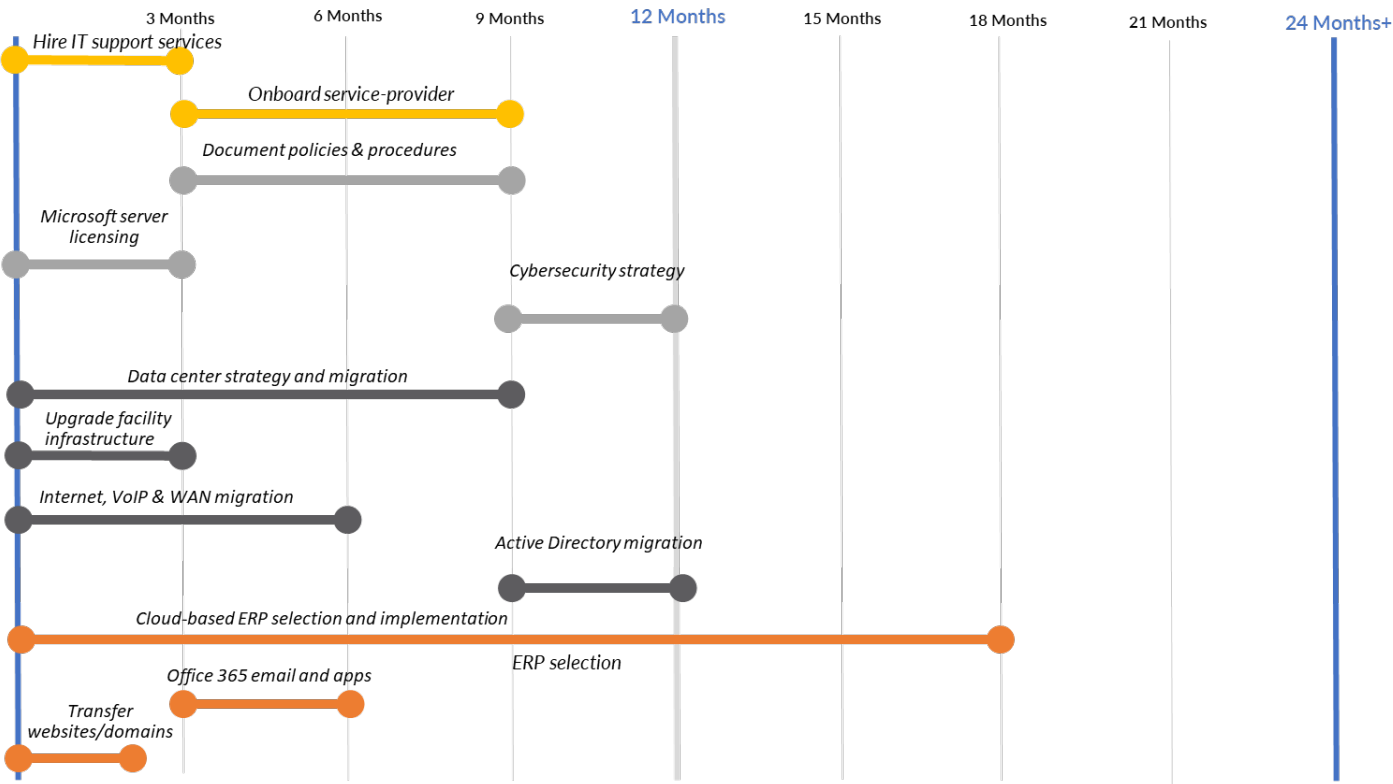 3 Months
6 Months
9 Months
12 Months
15 Months
18 Months
21 Months
24 Months+
Hire IT support services
Onboard service-provider
Document policies & procedures
Microsoft server
licensing
Cybersecurity strategy
Data center strategy and migration
Upgrade facility
infrastructure
Internet, VoIP & WAN migration
Active Directory migration
Cloud-based ERP selection and implementation
ERP selection
Office 365 email and apps
Transfer
websites/domains